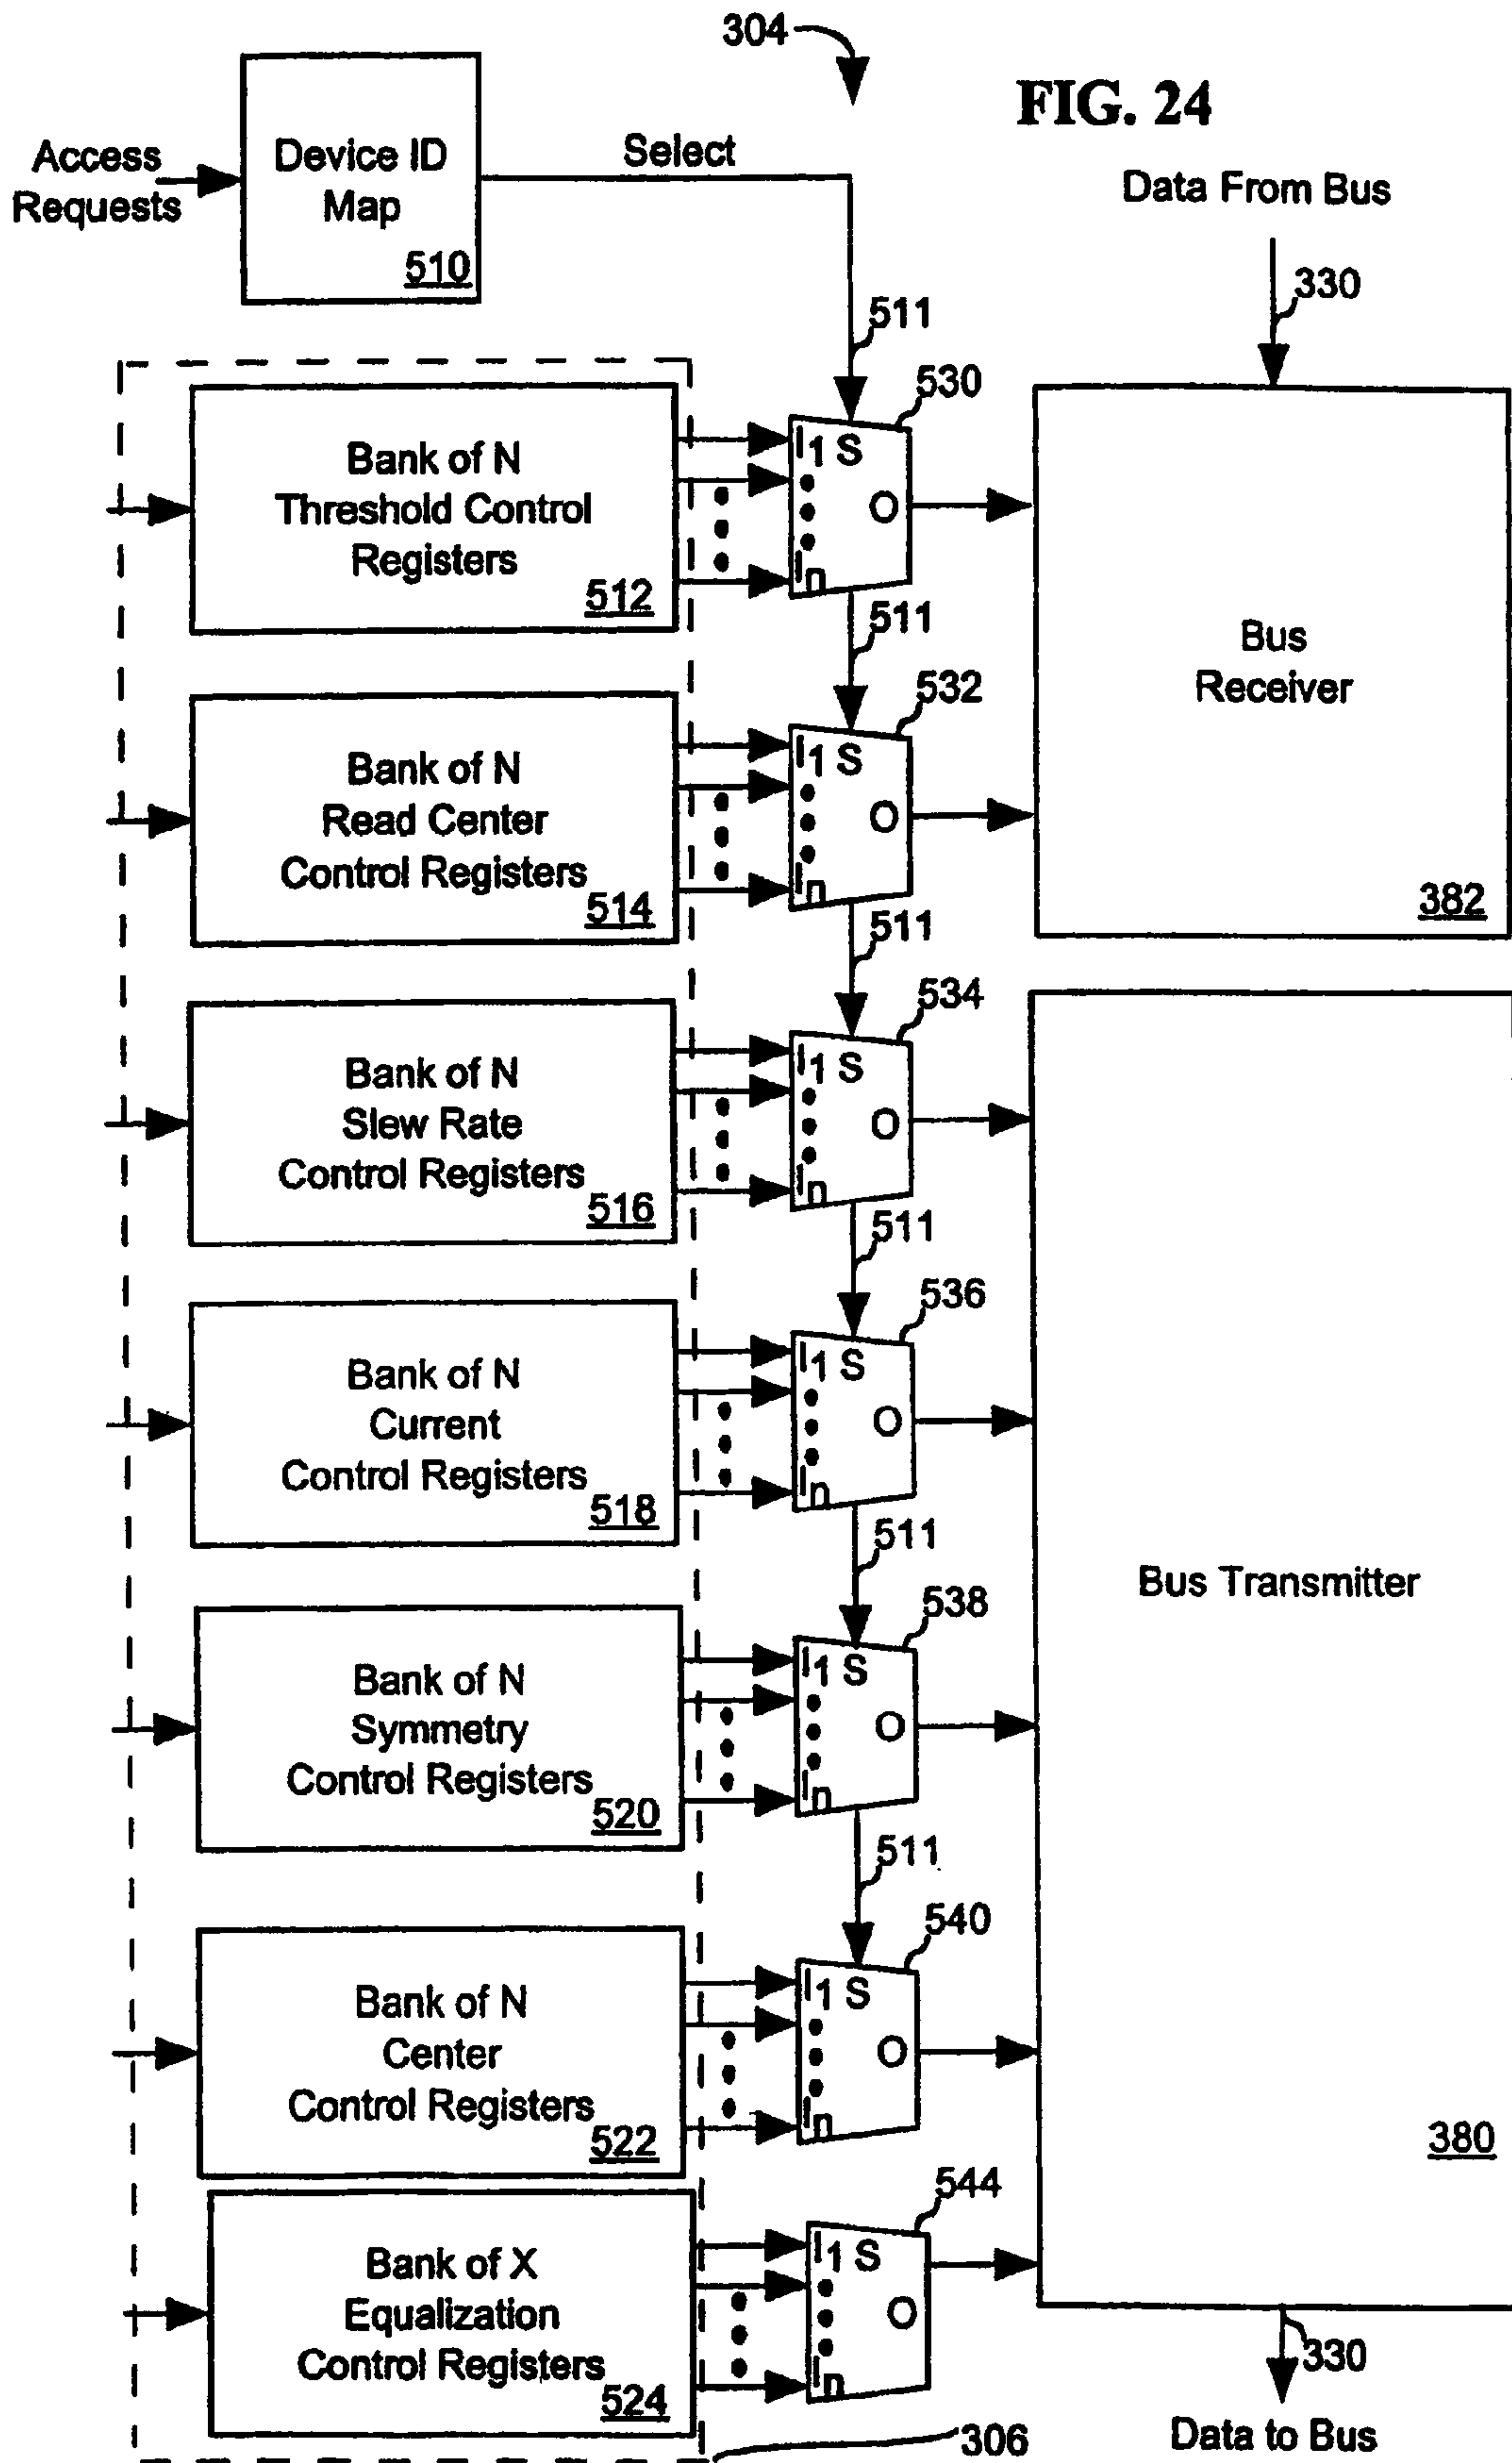 304
FIG. 24
Access
Requests
Device ID
Map
510
Select
Data From Bus
330
511
530
Bank of N
Threshold Control
Registers
512
I1 S
O
In
Bus
Receiver
382
511
532
Bank of N
Read Center
Control Registers
514
I1 S
O
In
511
534
Bank of N
Slew Rate
Control Registers
516
I1 S
O
In
511
536
Bank of N
Current
Control Registers
518
I1 S
O
In
Bus Transmitter
380
511
538
Bank of N
Symmetry
Control Registers
520
I1 S
O
In
511
540
Bank of N
Center
Control Registers
522
I1 S
O
In
544
Bank of X
Equalization
Control Registers
524
I1 S
O
In
330
306
Data to Bus